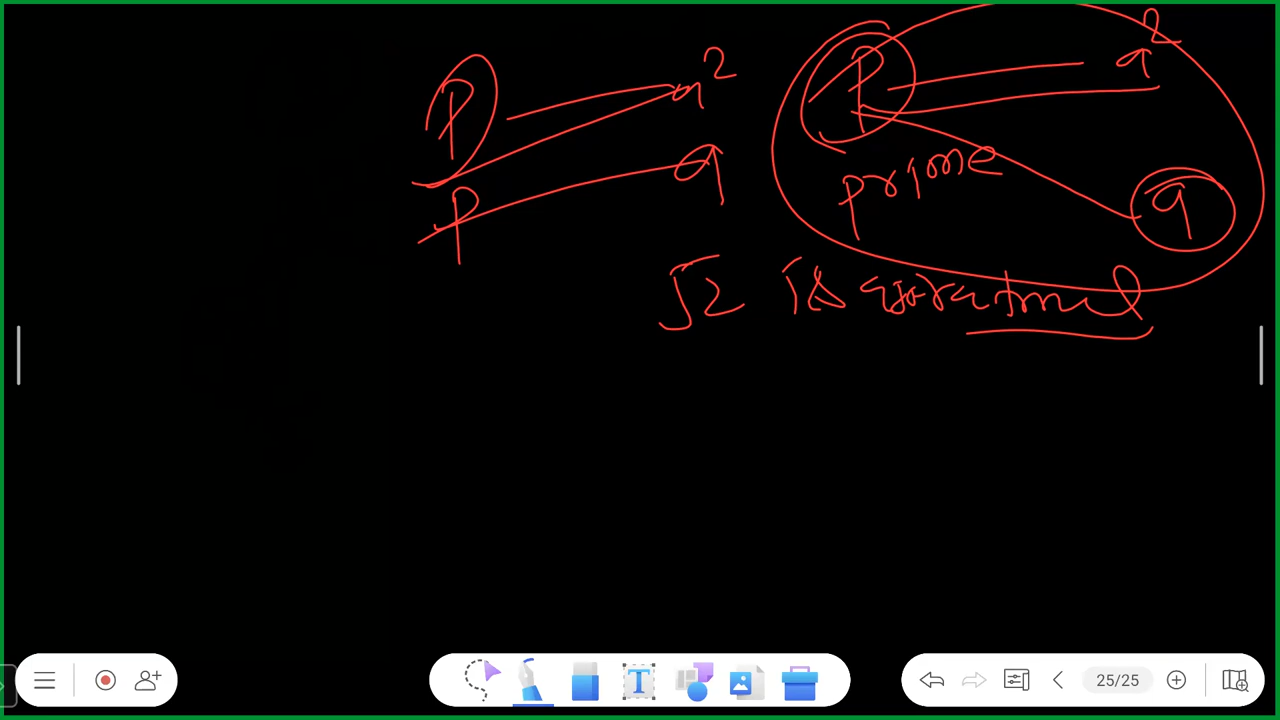 P a²
P q
P a²
prime
q
√2 is irrational
25/25